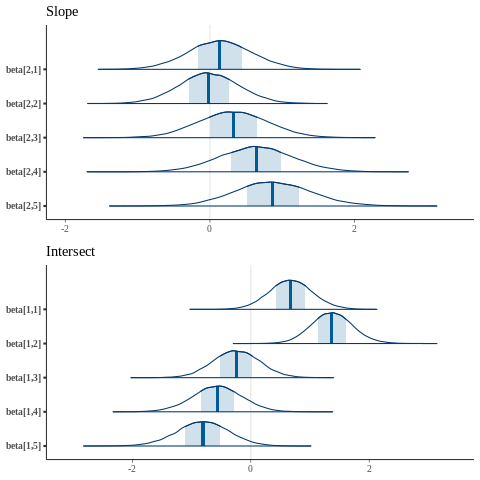 Slope
beta[2,1]
beta[2,2]
beta[2,3]
beta[2,4]
beta[2,5]
-2 0 2
Intersect
beta[1,1]
beta[1,2]
beta[1,3]
beta[1,4]
beta[1,5]
-2 0 2